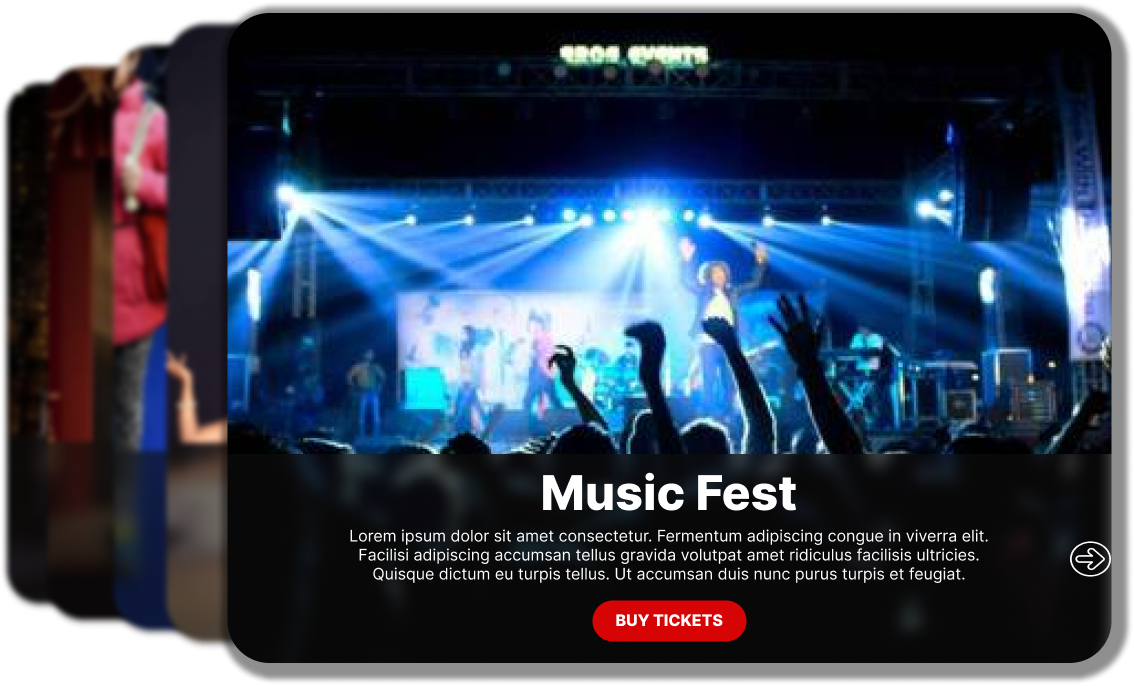 Music Fest
Lorem ipsum dolor sit amet consectetur. Fermentum adipiscing congue in viverra elit.
Facilisi adipiscing accumsan tellus gravida volutpat amet ridiculus facilisis ultricies.
Quisque dictum eu turpis tellus. Ut accumsan duis nunc purus turpis et feugiat.
BUY TICKETS